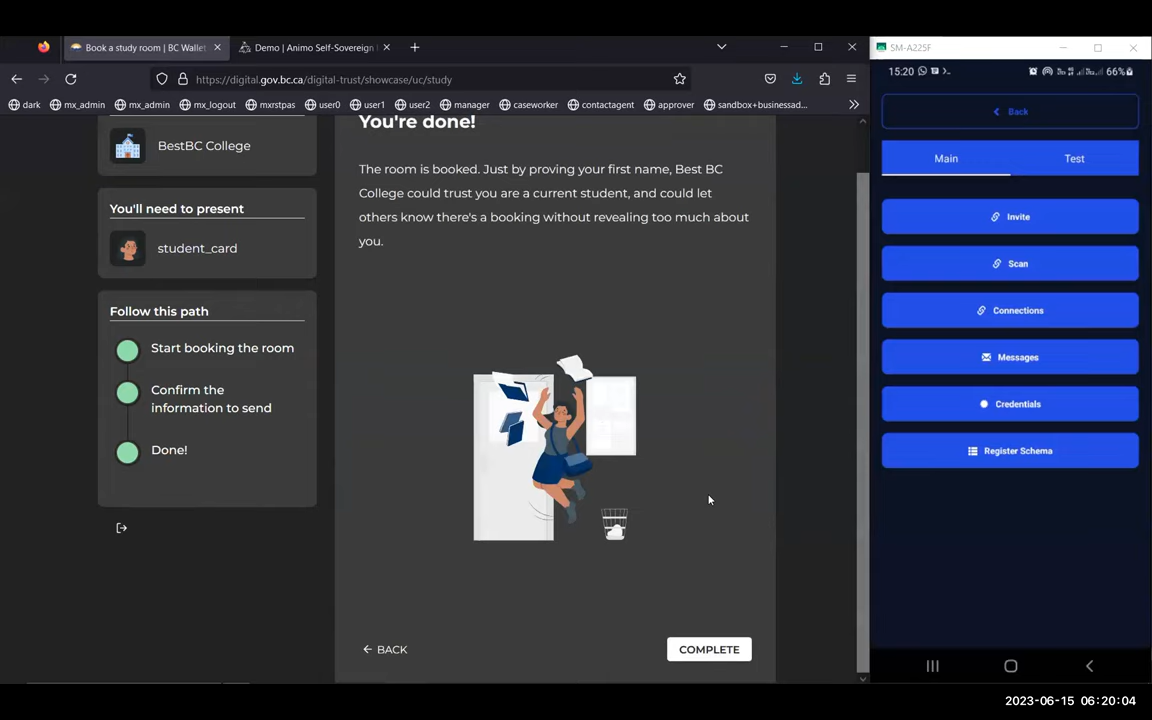 Book a study room | BC Wallet
Demo | Animo Self-Sovereign
https://digital.gov.bc.ca/digital-trust/showcase/uc/study
dark
mx_admin
mx_admin
mx_logout
mxrstpas
user0
user1
user2
manager
caseworker
contactagent
approver
sandbox+businessad...
BestBC College
You'll need to present
student_card
Follow this path
Start booking the room
Confirm the
information to send
Done!
You're done!
The room is booked. Just by proving your first name, Best BC
College could trust you are a current student, and could let
others know there's a booking without revealing too much about
you.
BACK
COMPLETE
SM-A225F
15:20
66%
Back
Main
Test
Invite
Scan
Connections
Messages
Credentials
Register Schema
2023-06-15 06:20:04